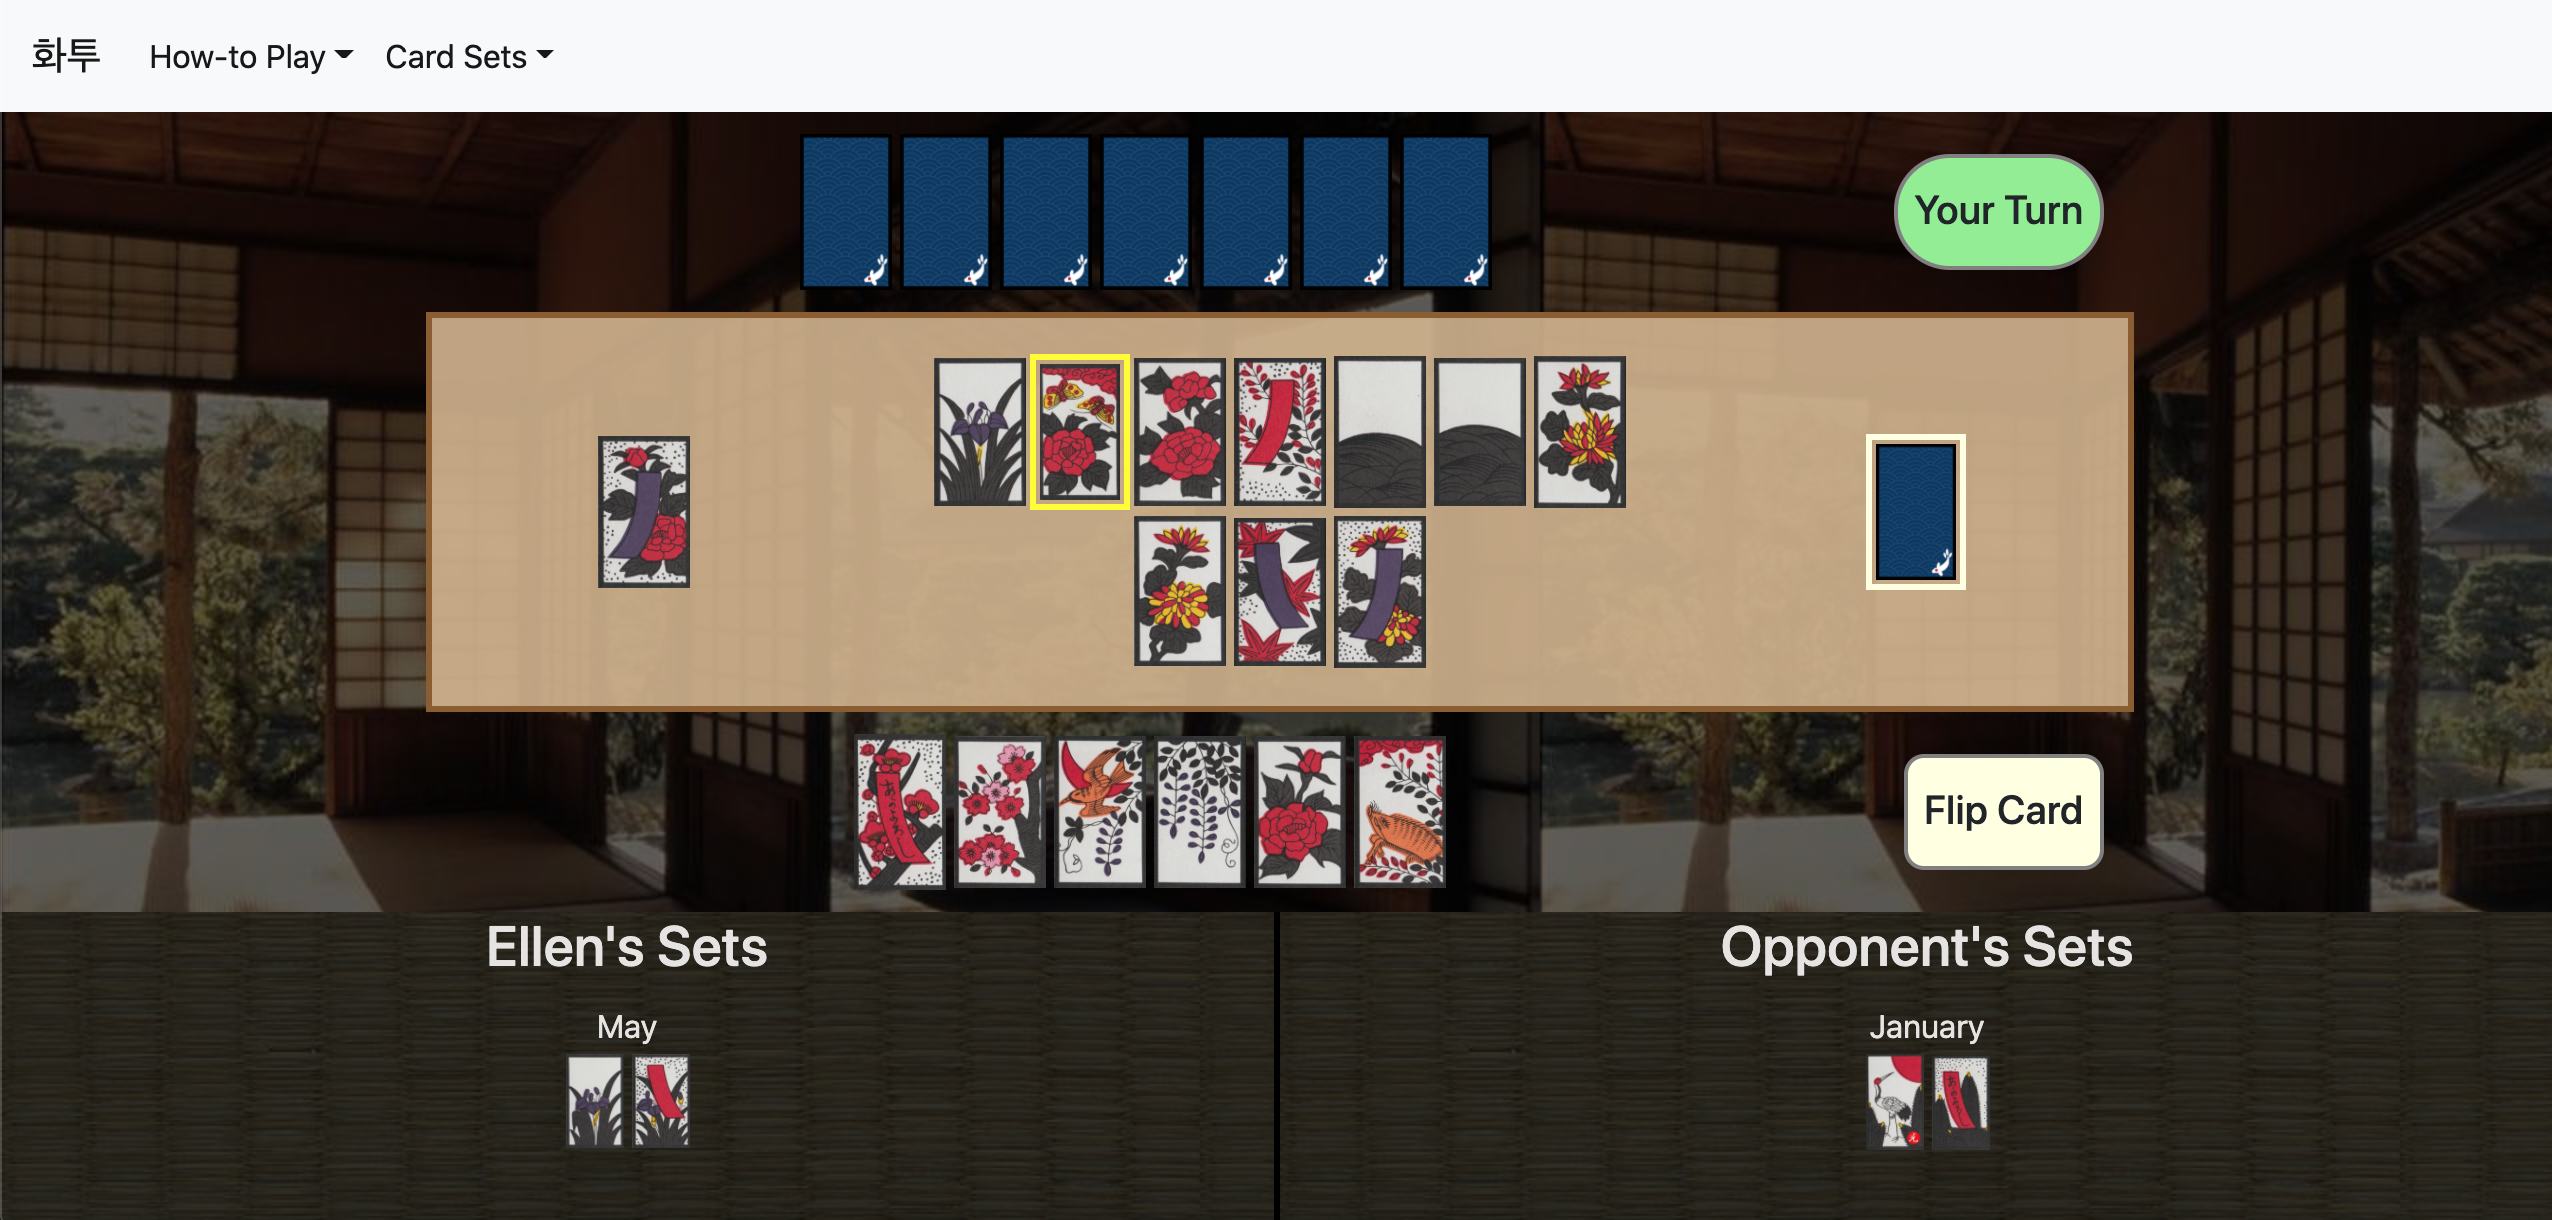 화투
How-to Play
Card Sets
Your Turn
Flip Card
Ellen's Sets
Opponent's Sets
May
January